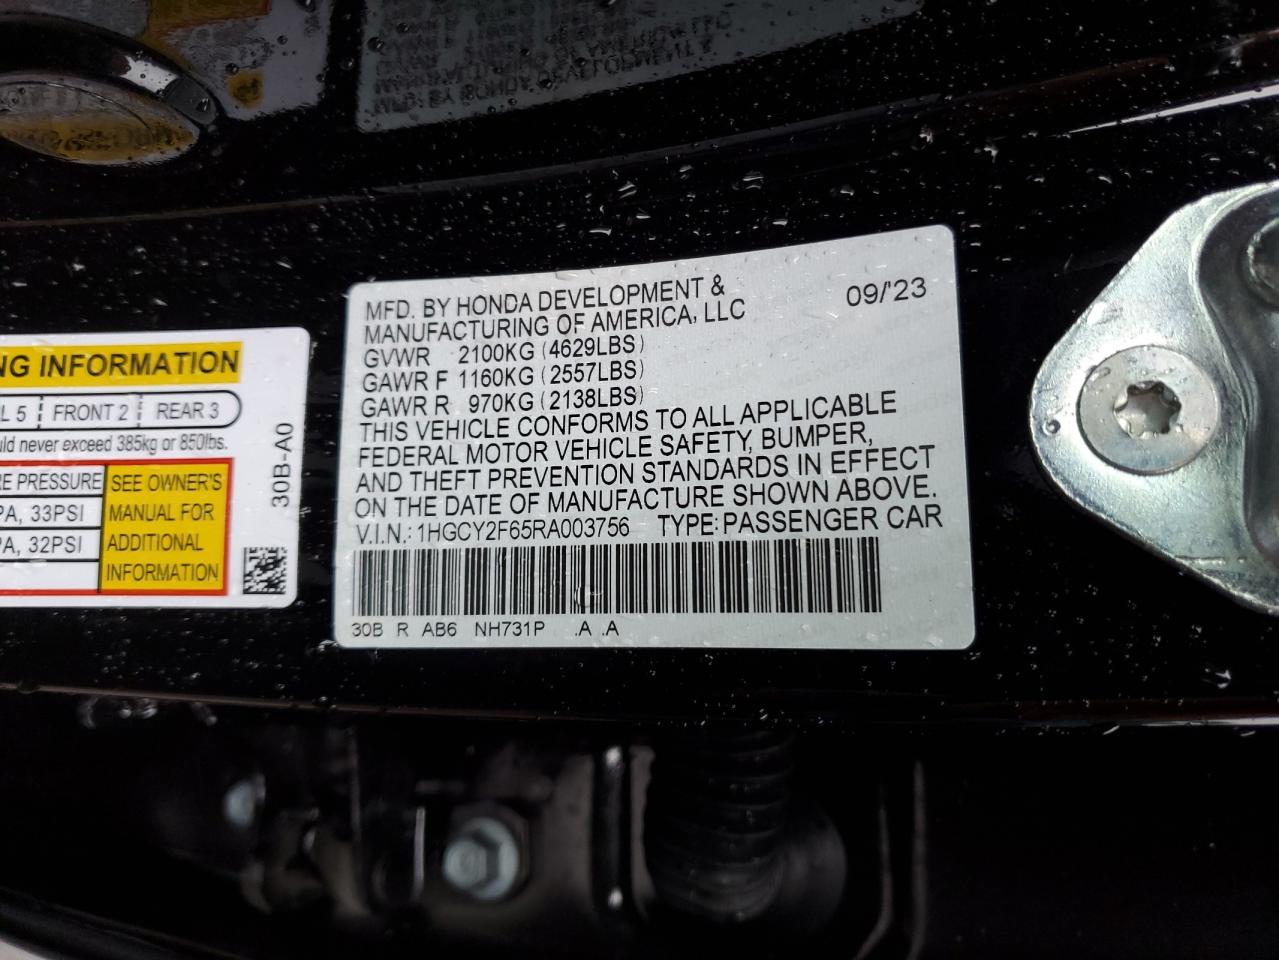 NG INFORMATION
L 5 FRONT 2 REAR 3
uld never exceed 385kg or 850lbs.
RE PRESSURE
PA, 33PSI
PA, 32PSI
SEE OWNER'S
MANUAL FOR
ADDITIONAL
INFORMATION
30B-A0
MFD. BY HONDA DEVELOPMENT &
MANUFACTURING OF AMERICA, LLC
09/'23
GVWR 2100KG (4629LBS)
GAWR F 1160KG (2557LBS)
GAWR R 970KG (2138LBS)
THIS VEHICLE CONFORMS TO ALL APPLICABLE
FEDERAL MOTOR VEHICLE SAFETY, BUMPER,
AND THEFT PREVENTION STANDARDS IN EFFECT
ON THE DATE OF MANUFACTURE SHOWN ABOVE.
V.I.N.: 1HGCY2F65RA003756 TYPE: PASSENGER CAR
30B R AB6 NH731P .A .A